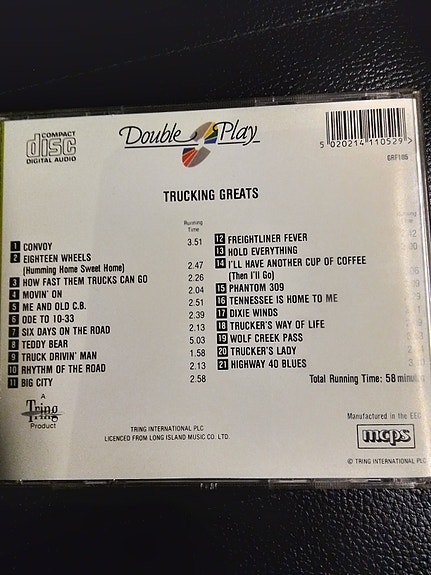 COMPACT
disc
DIGITAL AUDIO
Double Play
5 020214 110529 >
GRF106
TRUCKING GREATS
Running
Time
1 CONVOY 3.51
2 EIGHTEEN WHEELS
(Humming Home Sweet Home) 2.47
3 HOW FAST THEM TRUCKS CAN GO 2.26
4 MOVIN' ON 2.04
5 ME AND OLD C.B. 2.51
6 ODE TO 10-33 2.39
7 SIX DAYS ON THE ROAD 2.13
8 TEDDY BEAR 5.03
9 TRUCK DRIVIN' MAN 1.58
10 RHYTHM OF THE ROAD 2.13
11 BIG CITY 2.58
Running
Time
12 FREIGHTLINER FEVER
13 HOLD EVERYTHING
14 I'LL HAVE ANOTHER CUP OF COFFEE
(Then I'll Go)
15 PHANTOM 309
16 TENNESSEE IS HOME TO ME
17 DIXIE WINDS
18 TRUCKER'S WAY OF LIFE
19 WOLF CREEK PASS
20 TRUCKER'S LADY
21 HIGHWAY 40 BLUES
Total Running Time: 58 minutes
A
Tring
Product
TRING INTERNATIONAL PLC
LICENCED FROM LONG ISLAND MUSIC CO. LTD.
Manufactured in the EEC
mcps
© TRING INTERNATIONAL PLC